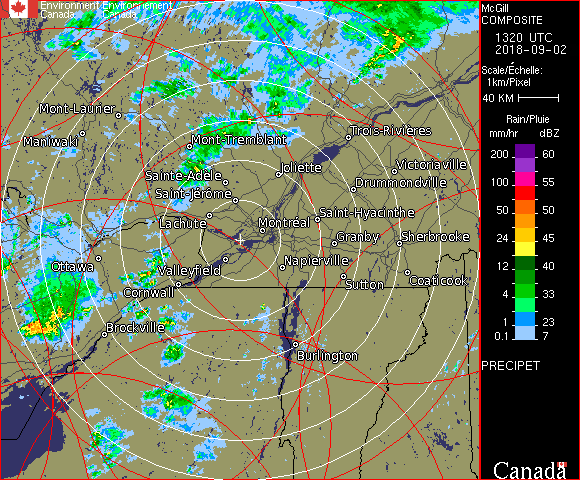 Environment Environnement
Canada Canada
McGill
COMPOSITE
1320 UTC
2018-09-02
Scale/Échelle:
1km/Pixel
40 KM
Rain/Pluie
mm/hr dBZ
200 60
100 55
50 50
24 45
12 40
4 33
1 23
0.1 7
PRECIPET
Canada
Mont-Laurier
Maniwaki
Mont-Tremblant
Trois-Rivières
Sainte-Adèle
Joliette
Victoriaville
Saint-Jérôme
Drummondville
Lachute
Montréal
Saint-Hyacinthe
Granby
Sherbrooke
Ottawa
Valleyfield
Napierville
Cornwall
Sutton
Coaticook
Brockville
Burlington